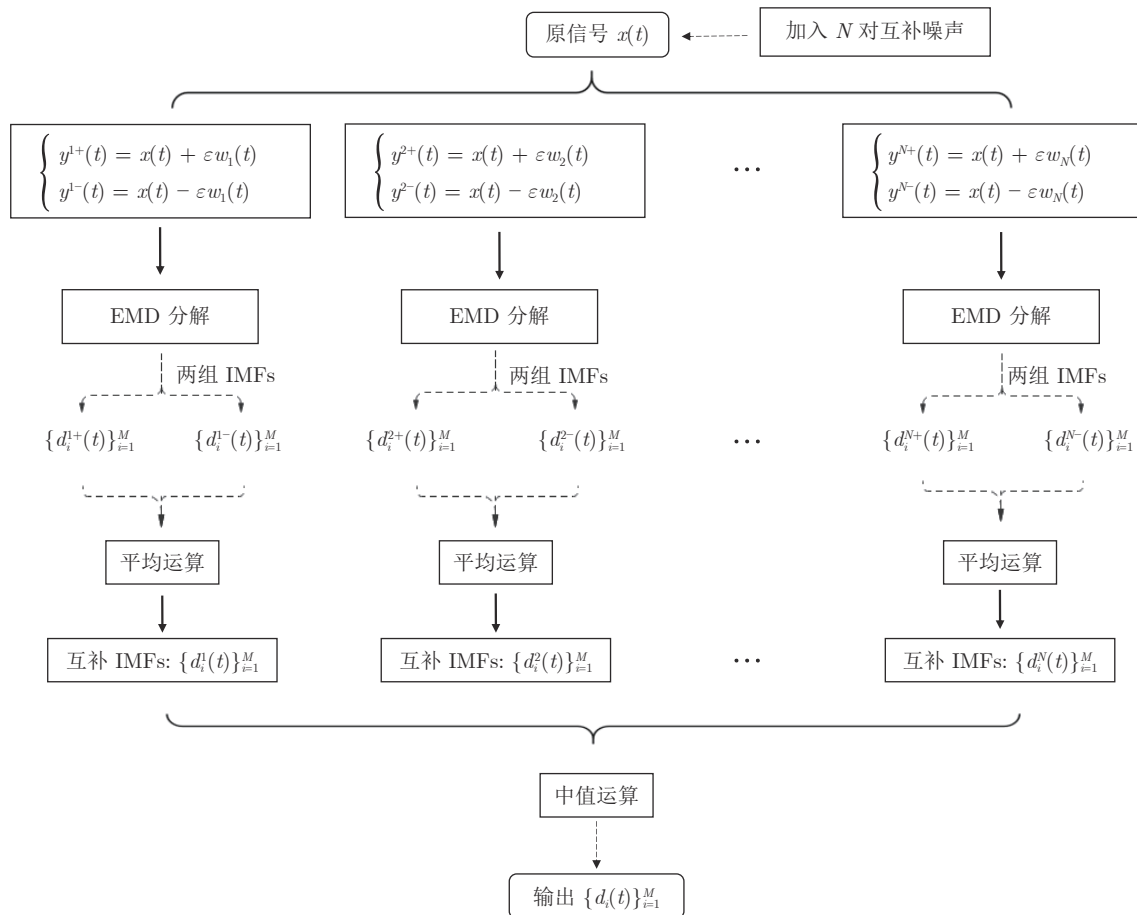 原信号 x(t)
加入 N 对互补噪声
y^{1+}(t) = x(t) + εw_1(t)
y^{1−}(t) = x(t) − εw_1(t)
y^{2+}(t) = x(t) + εw_2(t)
y^{2−}(t) = x(t) − εw_2(t)
...
y^{N+}(t) = x(t) + εw_N(t)
y^{N−}(t) = x(t) − εw_N(t)
EMD 分解
EMD 分解
EMD 分解
两组 IMFs
两组 IMFs
两组 IMFs
{d_i^{1+}(t)}_{i=1}^M
{d_i^{1−}(t)}_{i=1}^M
{d_i^{2+}(t)}_{i=1}^M
{d_i^{2−}(t)}_{i=1}^M
...
{d_i^{N+}(t)}_{i=1}^M
{d_i^{N−}(t)}_{i=1}^M
平均运算
平均运算
平均运算
互补 IMFs: {d_i^1(t)}_{i=1}^M
互补 IMFs: {d_i^2(t)}_{i=1}^M
...
互补 IMFs: {d_i^N(t)}_{i=1}^M
中值运算
输出 {d_i(t)}_{i=1}^M